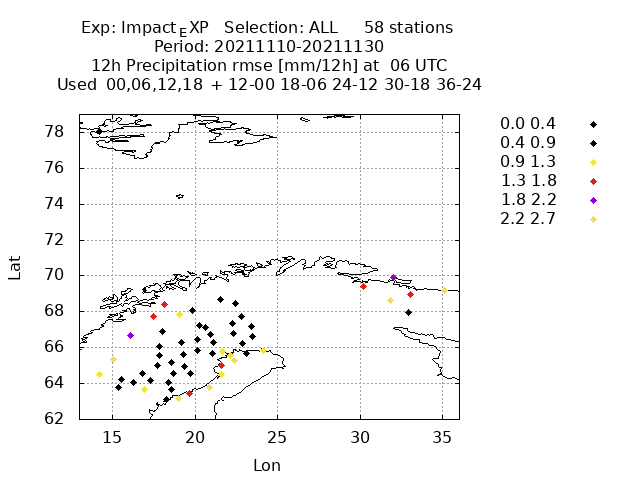 Exp: Impact_EXP   Selection: ALL     58 stations
Period: 20211110-20211130
12h Precipitation rmse [mm/12h] at  06 UTC
Used  00,06,12,18  + 12-00 18-06 24-12 30-18 36-24
0.0 0.4
0.4 0.9
0.9 1.3
1.3 1.8
1.8 2.2
2.2 2.7
78
76
74
72
70
68
66
64
62
Lat
15 20 25 30 35
Lon